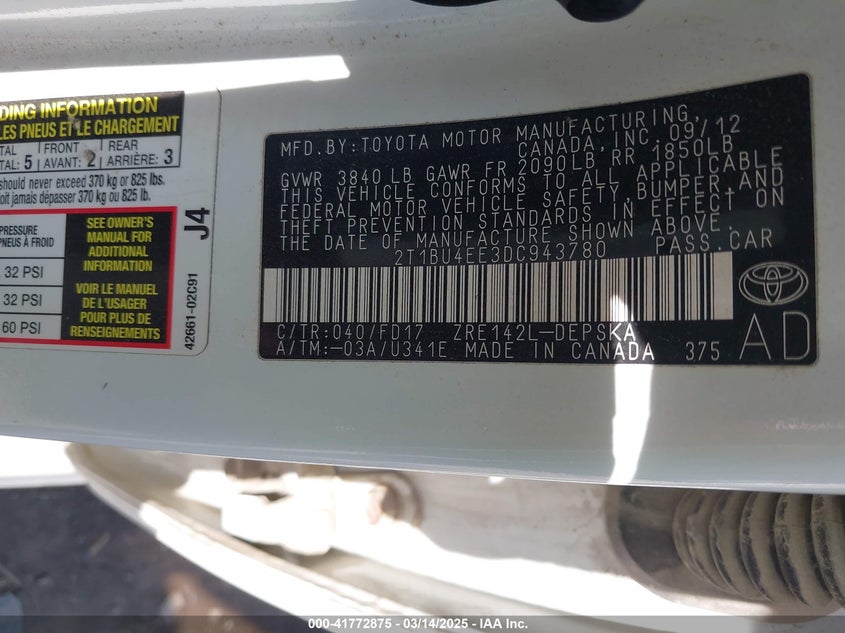 DING INFORMATION
LES PNEUS ET LE CHARGEMENT
TAL: 5 FRONT AVANT: 2 REAR ARRIÈRE: 3
should never exceed 370 kg or 825 lbs.
oit jamais dépasser 370 kg ou 825 lb.
PRESSURE
PNEUS À FROID
32 PSI
32 PSI
60 PSI
SEE OWNER'S
MANUAL FOR
ADDITIONAL
INFORMATION
VOIR LE MANUEL
DE L'USAGER
POUR PLUS DE
RENSEIGNEMENTS
J4
42661-02C91
MFD.BY:TOYOTA MOTOR MANUFACTURING,
CANADA, INC. 09/12
GVWR 3840LB GAWR FR 2090LB RR 1850LB
THIS VEHICLE CONFORMS TO ALL APPLICABLE
FEDERAL MOTOR VEHICLE SAFETY, BUMPER, AND
THEFT PREVENTION STANDARDS IN EFFECT ON
THE DATE OF MANUFACTURE SHOWN ABOVE.
2T1BU4EE3DC943780 PASS.CAR
C/TR:040/FD17 ZRE142L-DEPSKA
A/TM:-03A/U341E MADE IN CANADA 375
AD
000-41772875 - 03/14/2025 - IAA Inc.